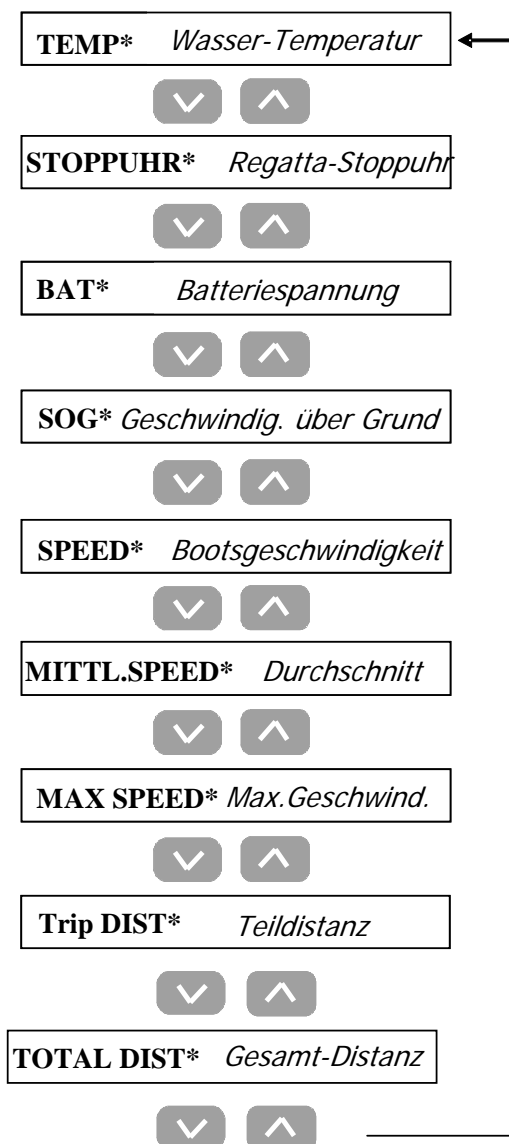 TEMP* Wasser-Temperatur
STOPPUHR* Regatta-Stoppuhr
BAT* Batteriespannung
SOG* Geschwindig. über Grund
SPEED* Bootsgeschwindigkeit
MITTL.SPEED* Durchschnitt
MAX SPEED* Max.Geschwind.
Trip DIST* Teildistanz
TOTAL DIST* Gesamt-Distanz